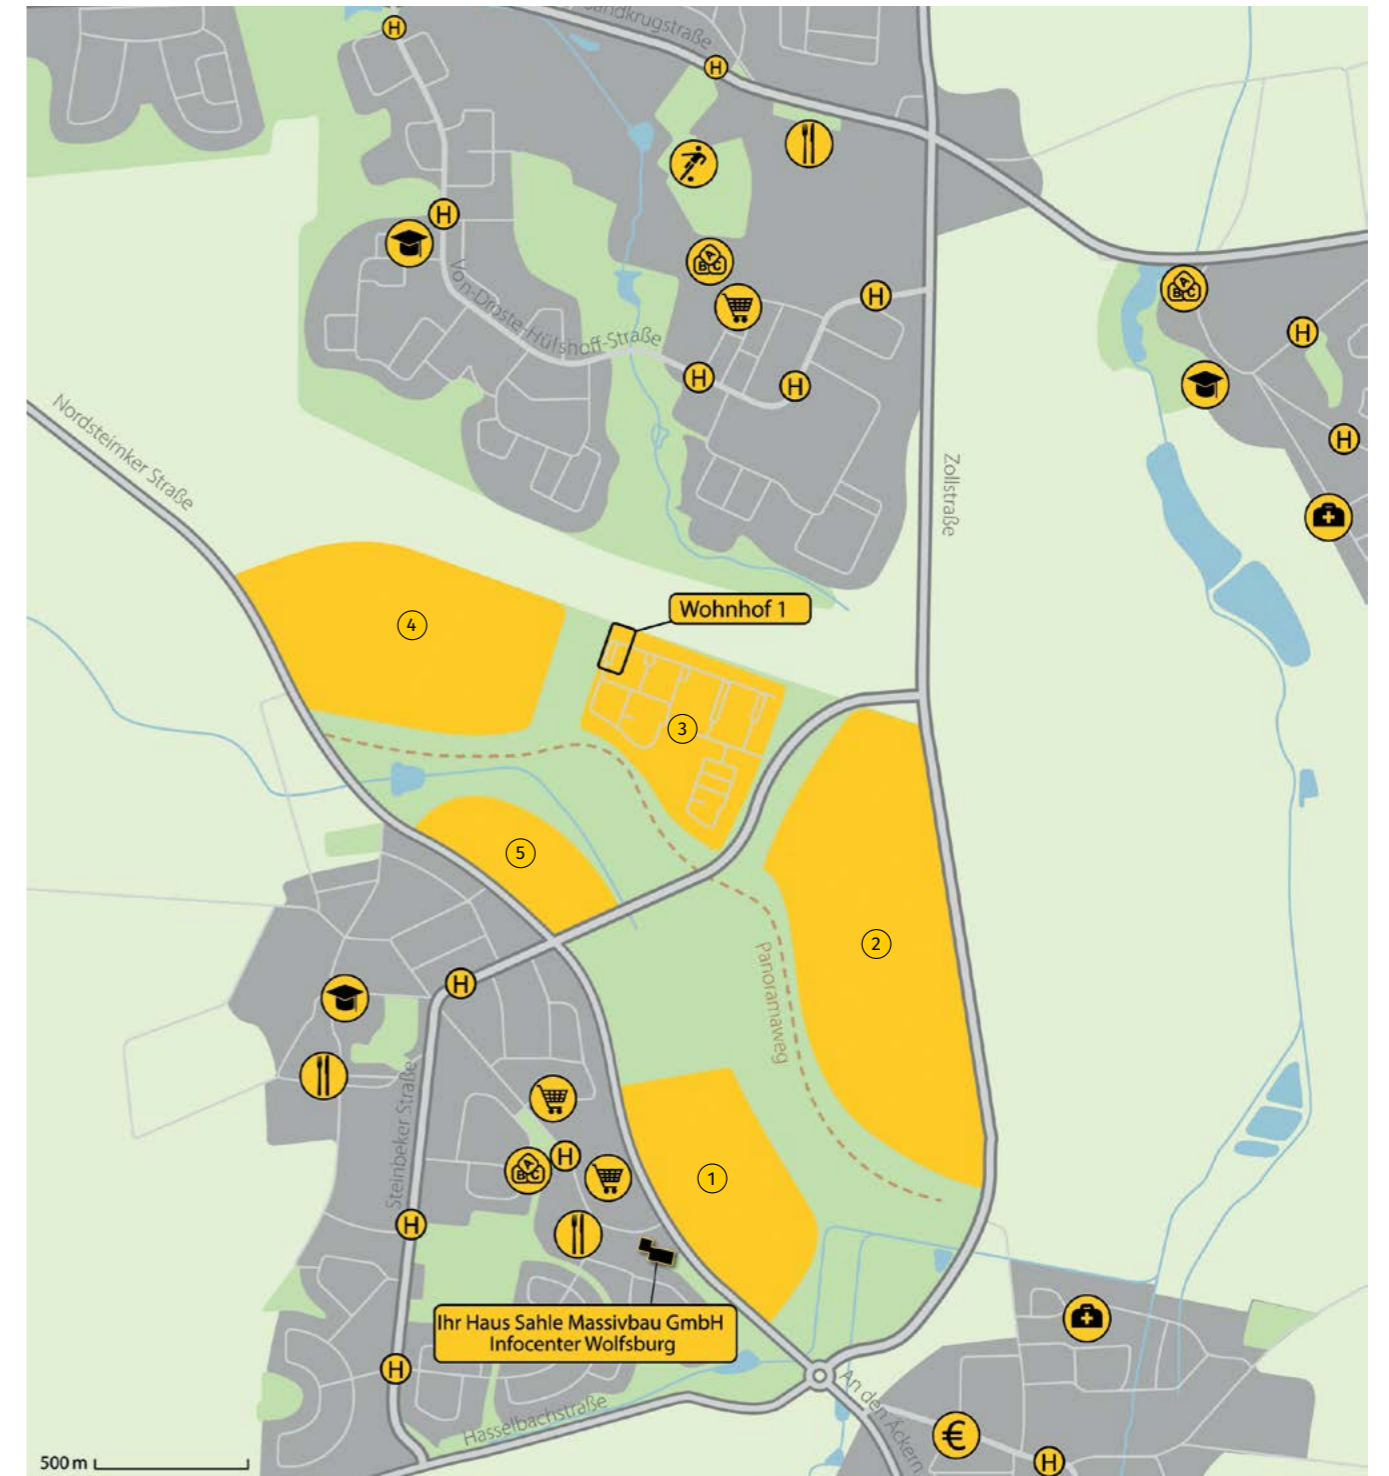 Sandkrugstraße
H
H
H
A
B C
H
Von-Droste-Hülshoff-Straße
H
H
A
B C
H
H
Nordsteimker Straße
Zollstraße
Wohnhof 1
4
3
5
2
Panoramaweg
H
Steinbeker Straße
A
B C
H
1
H
Ihr Haus Sahle Massivbau GmbH
Infocenter Wolfsburg
H
Hasselbachstraße
An den Äckern
€
H
500 m